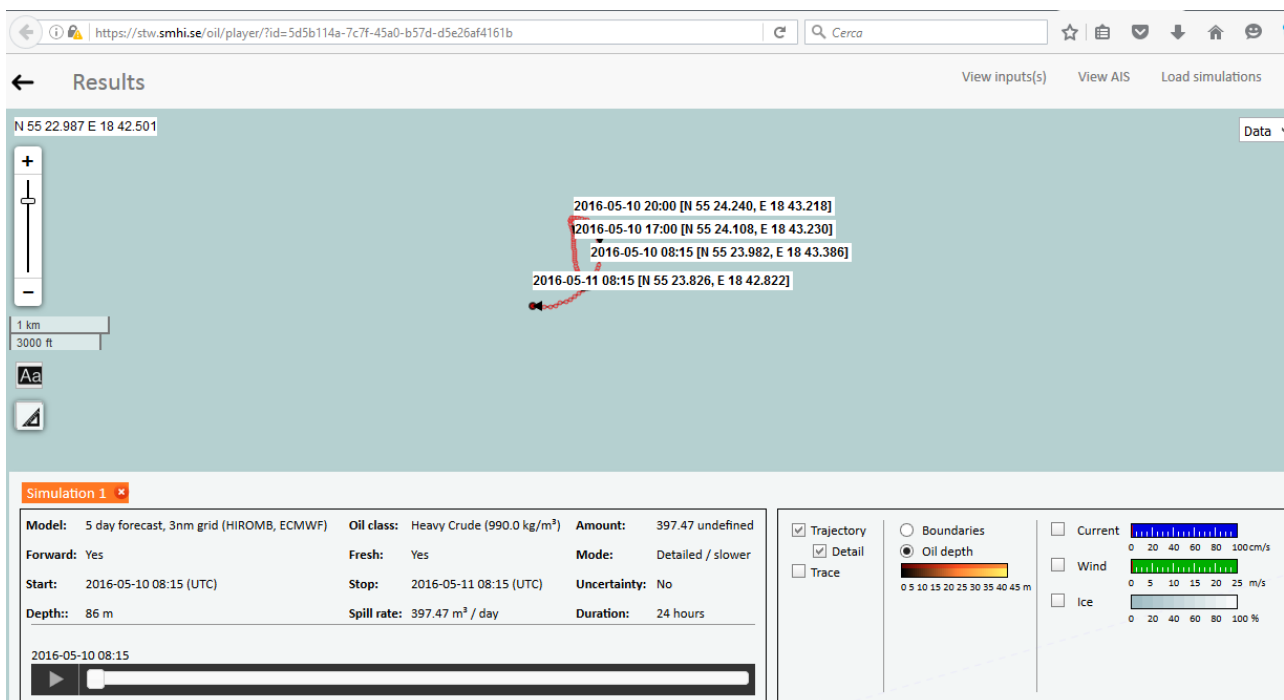 https://stw.smhi.se/oil/player/?id=5d5b114a-7c7f-45a0-b57d-d5e26af4161b
Cerca
Results
View inputs(s) View AIS Load simulations
N 55 22.987 E 18 42.501
Data
+
2016-05-10 20:00 [N 55 24.240, E 18 43.218]
2016-05-10 17:00 [N 55 24.108, E 18 43.230]
2016-05-10 08:15 [N 55 23.982, E 18 43.386]
2016-05-11 08:15 [N 55 23.826, E 18 42.822]
−
1 km
3000 ft
Aa
Simulation 1
Model: 5 day forecast, 3nm grid (HIROMB, ECMWF) Oil class: Heavy Crude (990.0 kg/m³) Amount: 397.47 undefined
Forward: Yes Fresh: Yes Mode: Detailed / slower
Start: 2016-05-10 08:15 (UTC) Stop: 2016-05-11 08:15 (UTC) Uncertainty: No
Depth:: 86 m Spill rate: 397.47 m³ / day Duration: 24 hours
2016-05-10 08:15
Trajectory
Detail
Trace
Boundaries
Oil depth
0 5 10 15 20 25 30 35 40 45 m
Current
0 20 40 60 80 100cm/s
Wind
0 5 10 15 20 25 m/s
Ice
0 20 40 60 80 100 %